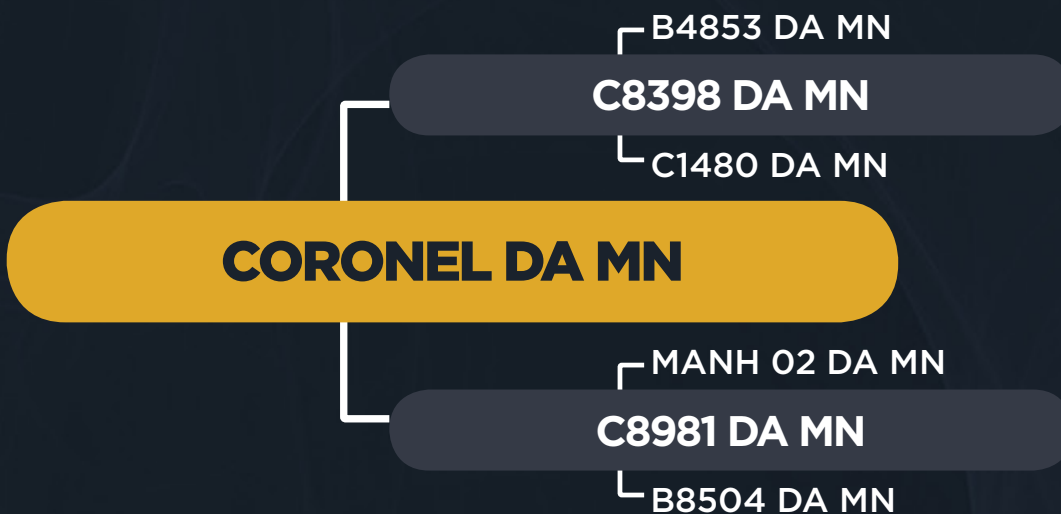 B4853 DA MN
C8398 DA MN
C1480 DA MN
CORONEL DA MN
MANH 02 DA MN
C8981 DA MN
B8504 DA MN